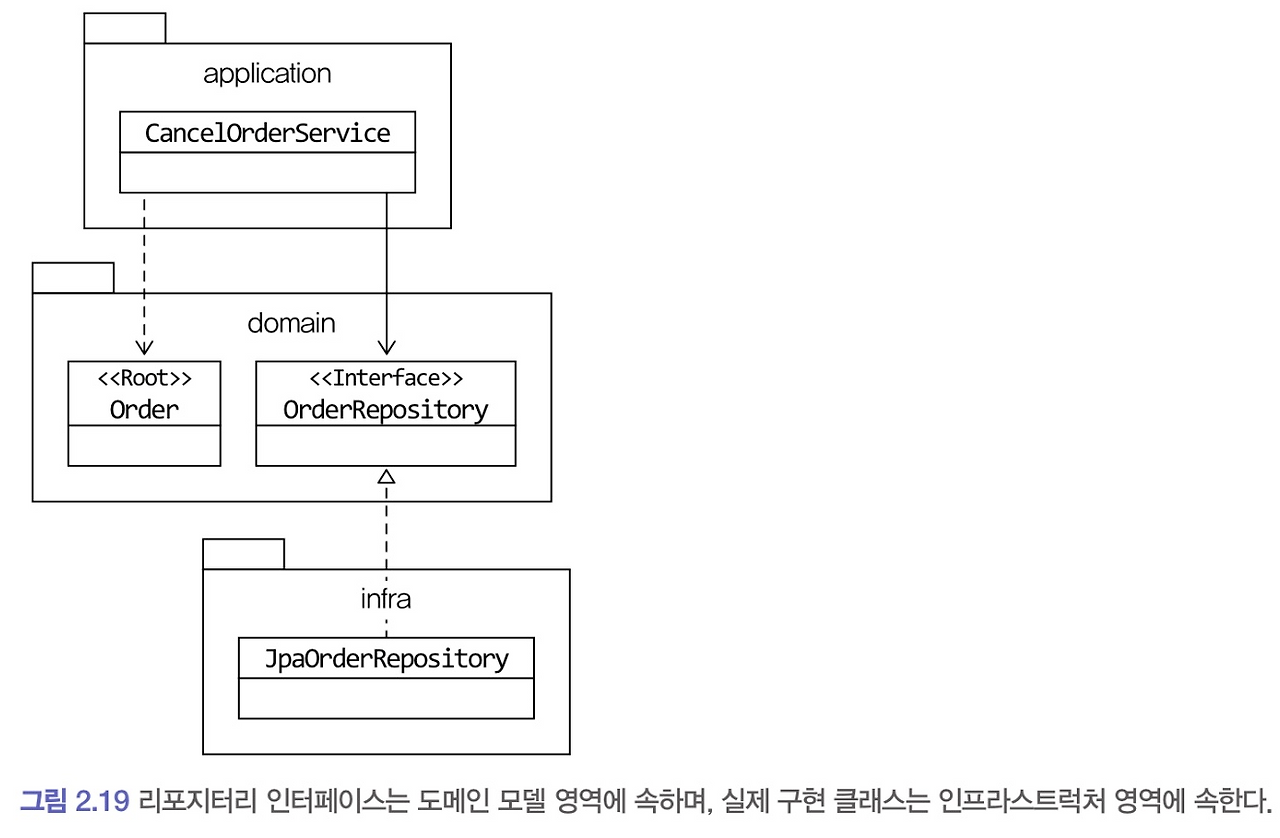 application
CancelOrderService
domain
<<Root>>
Order
<<Interface>>
OrderRepository
infra
JpaOrderRepository
그림 2.19 리포지터리 인터페이스는 도메인 모델 영역에 속하며, 실제 구현 클래스는 인프라스트럭처 영역에 속한다.